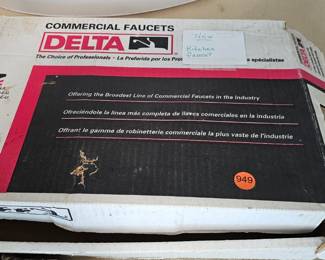 COMMERCIAL FAUCETS
DELTA
New
Kitchen
Faucet
The Choice of Professionals • La Preferida por los Pro
s spécialistes
Offering the Broadest Line of Commercial Faucets in the Industry
Ofreciéndole la línea más completa de llaves comerciales en la industria
Offrant le gamme de robinetterie commerciale la plus vaste de l'industrie
949